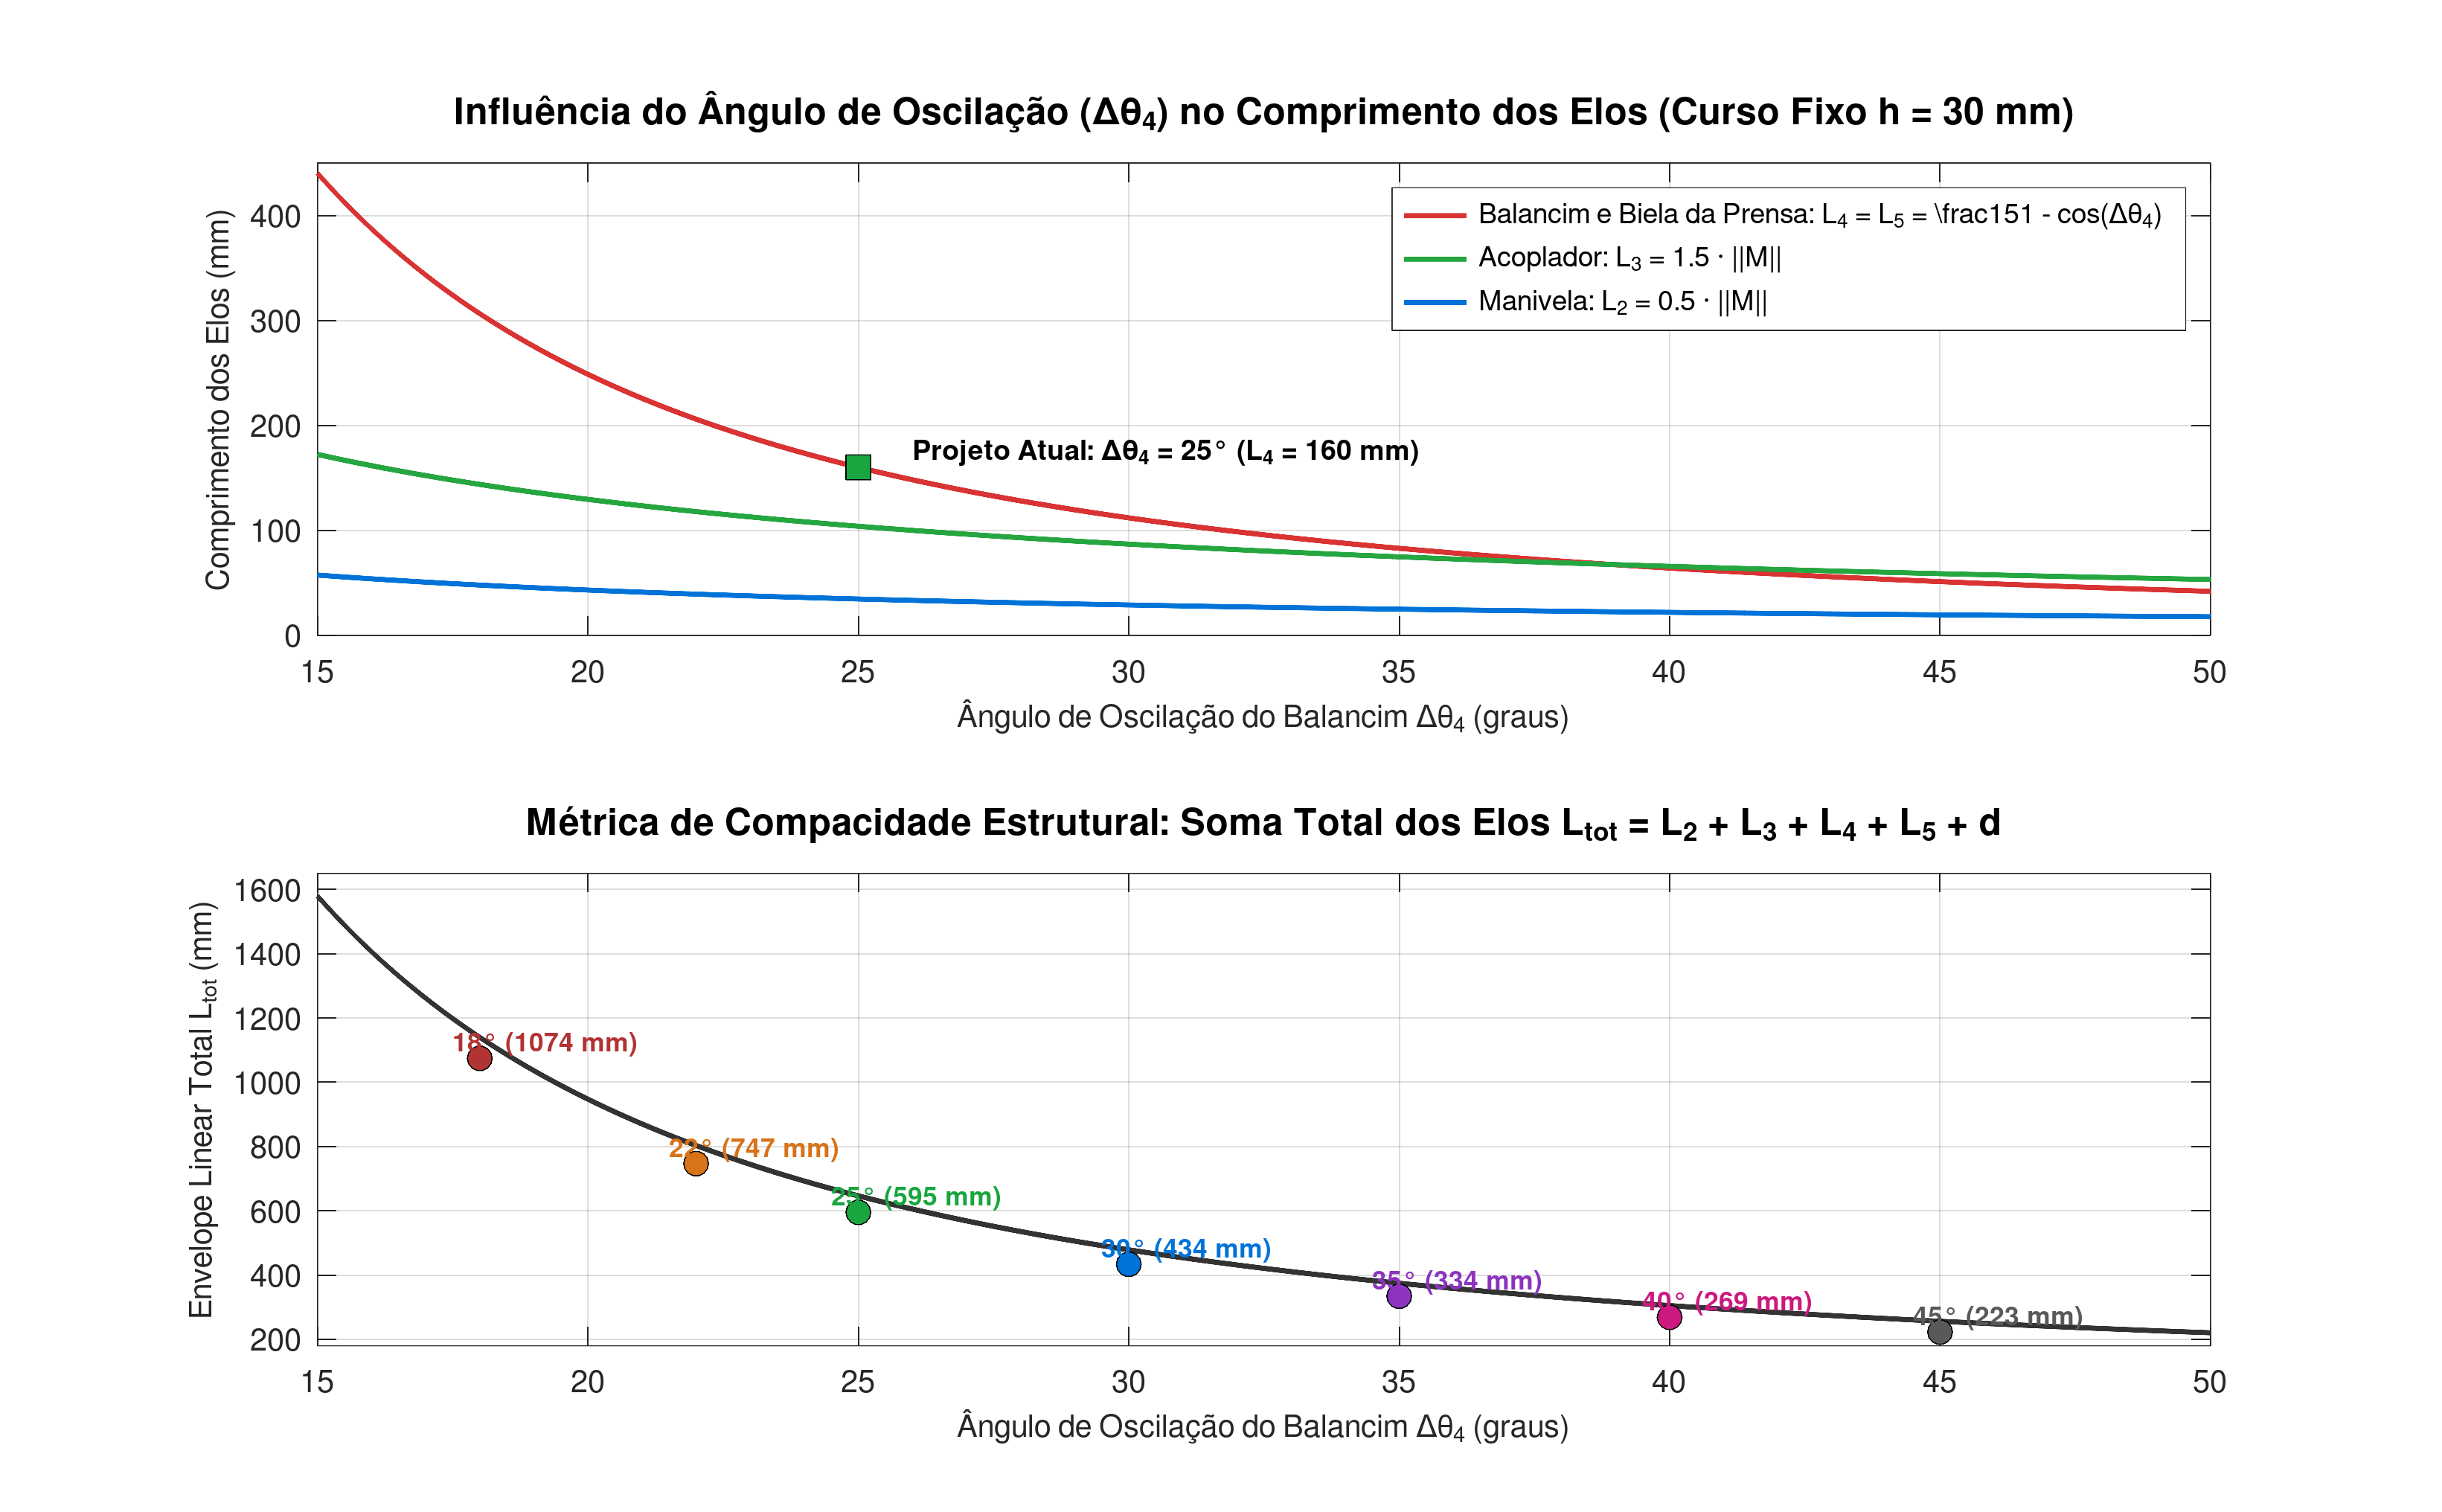 Influência do Ângulo de Oscilação (Δθ₄) no Comprimento dos Elos (Curso Fixo h = 30 mm)
Comprimento dos Elos (mm)
400
300
200
100
0
Balancim e Biela da Prensa: L₄ = L₅ = \frac151 - cos(Δθ₄)
Acoplador: L₃ = 1.5 · ||M||
Manivela: L₂ = 0.5 · ||M||
Projeto Atual: Δθ₄ = 25° (L₄ = 160 mm)
15 20 25 30 35 40 45 50
Ângulo de Oscilação do Balancim Δθ₄ (graus)
Métrica de Compacidade Estrutural: Soma Total dos Elos Lₜₒₜ = L₂ + L₃ + L₄ + L₅ + d
Envelope Linear Total Lₜₒₜ (mm)
1600
1400
1200
1000
800
600
400
200
18° (1074 mm)
22° (747 mm)
25° (595 mm)
30° (434 mm)
35° (334 mm)
40° (269 mm)
45° (223 mm)
15 20 25 30 35 40 45 50
Ângulo de Oscilação do Balancim Δθ₄ (graus)